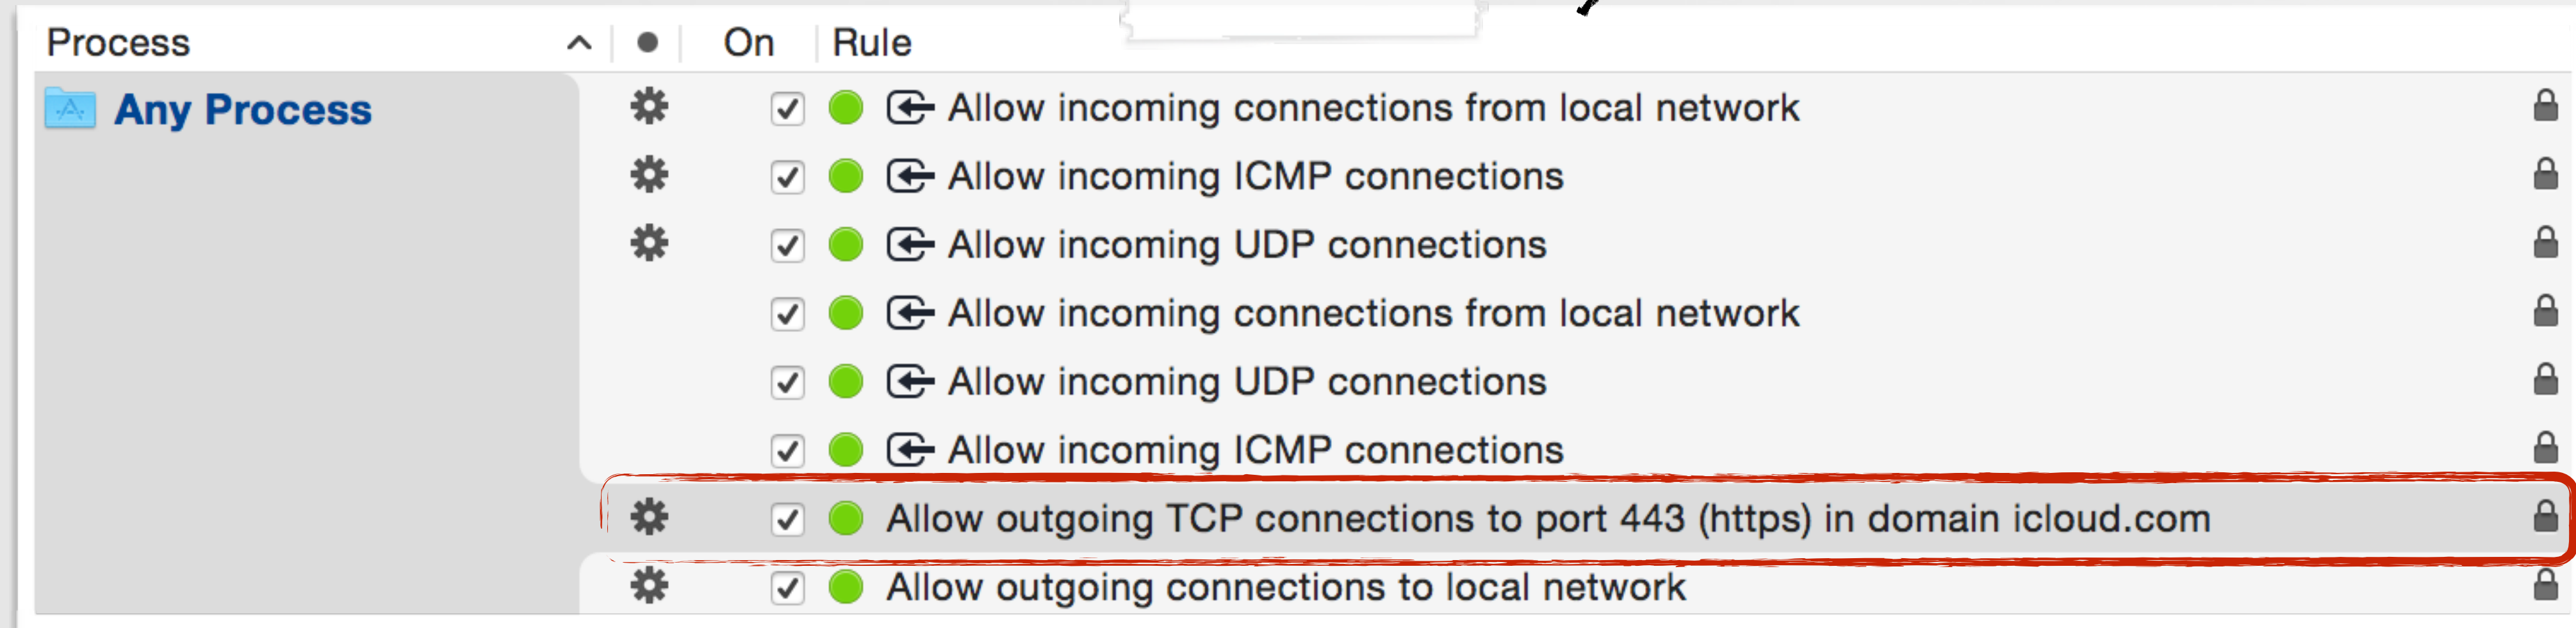 Process On Rule
Any Process Allow incoming connections from local network
Allow incoming ICMP connections
Allow incoming UDP connections
Allow incoming connections from local network
Allow incoming UDP connections
Allow incoming ICMP connections
Allow outgoing TCP connections to port 443 (https) in domain icloud.com
Allow outgoing connections to local network